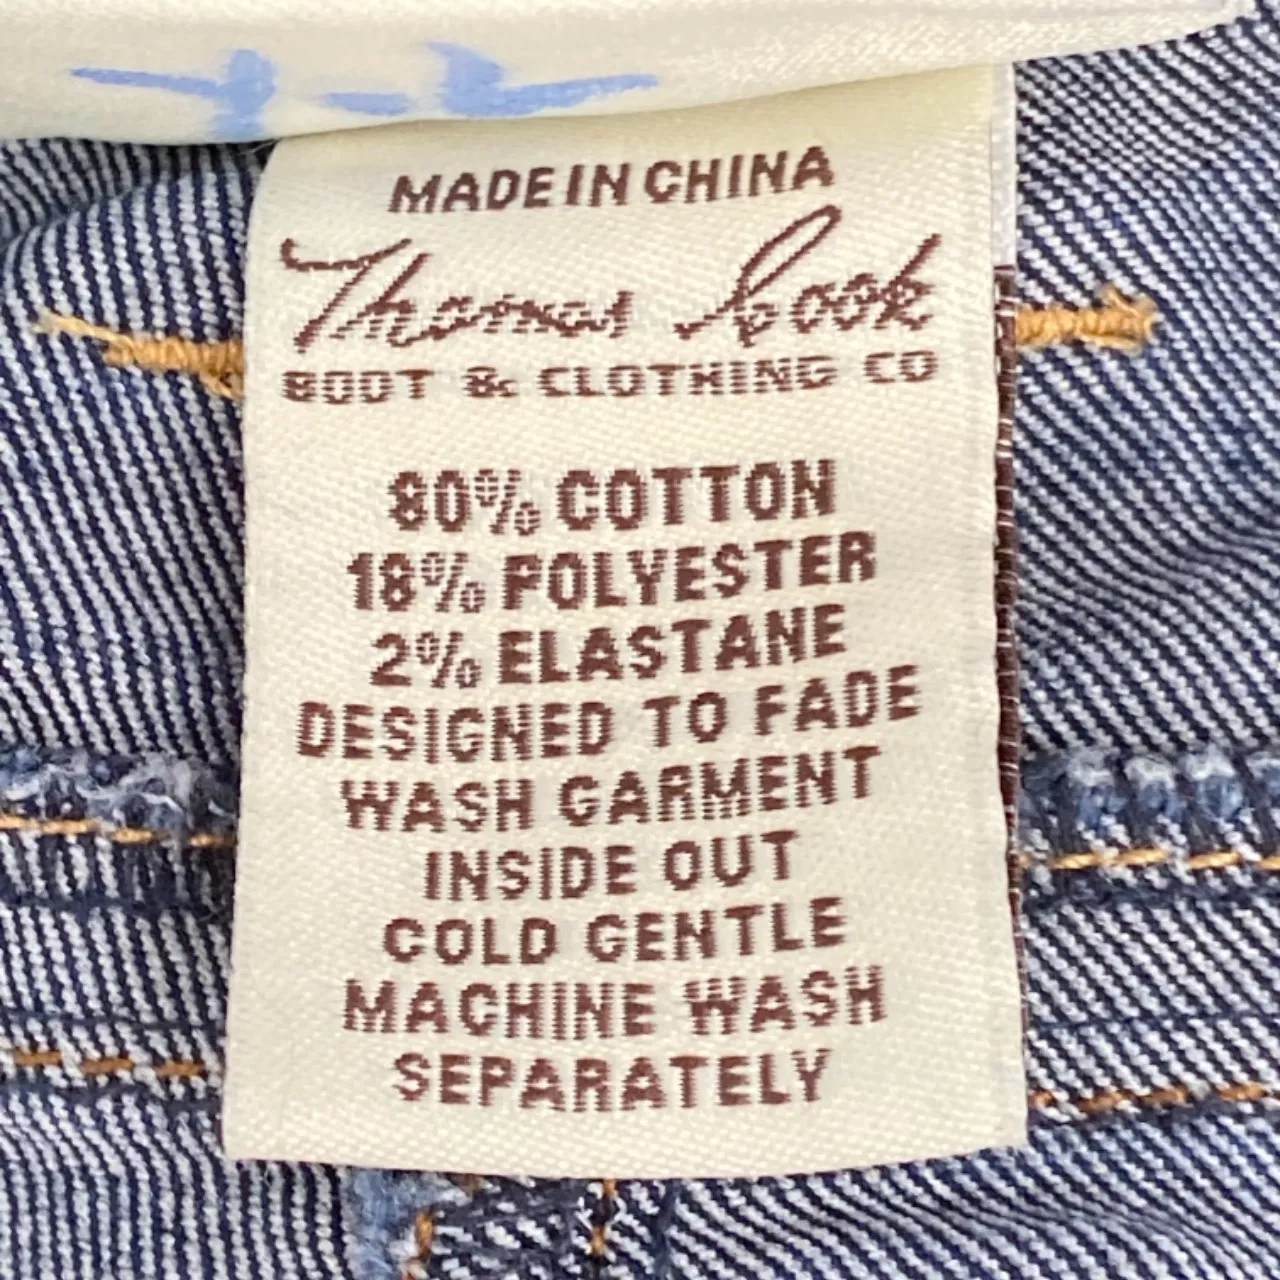 MADE IN CHINA
Thomas Cook
BOOT & CLOTHING CO
80% COTTON
18% POLYESTER
2% ELASTANE
DESIGNED TO FADE
WASH GARMENT
INSIDE OUT
COLD GENTLE
MACHINE WASH
SEPARATELY